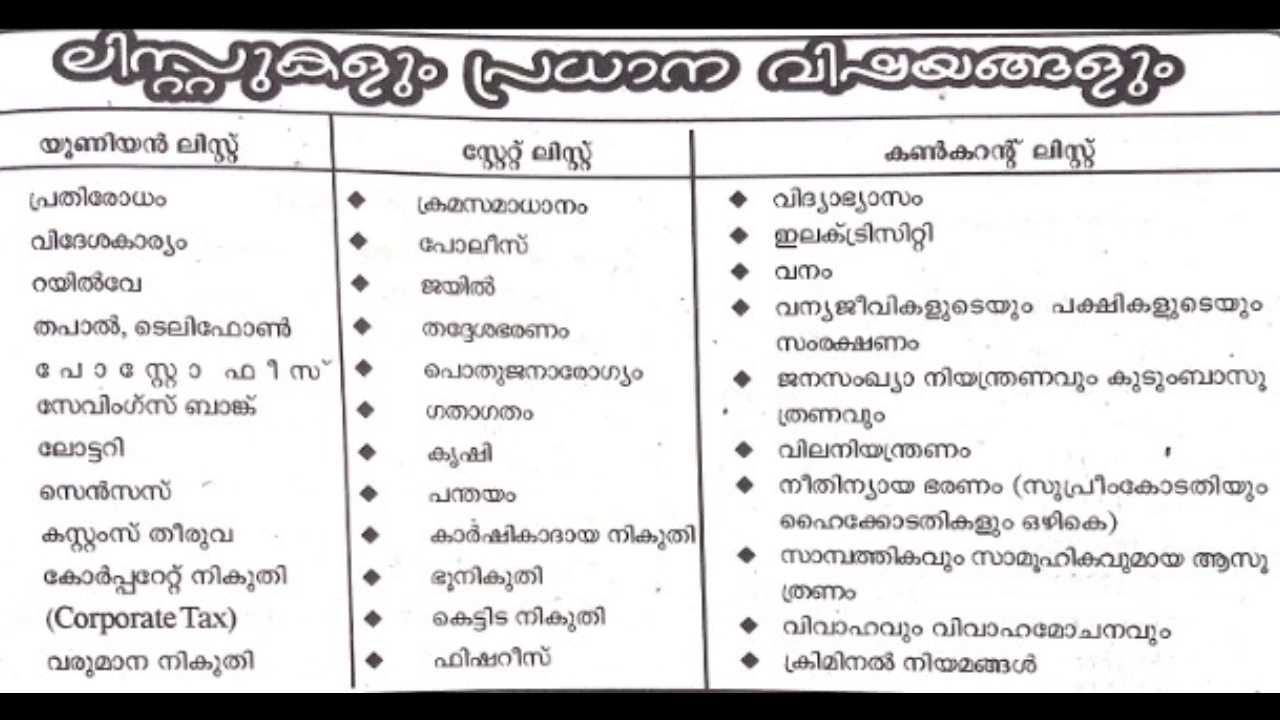 ലിസ്റ്റുകളും പ്രധാന വിഷയങ്ങളും
യൂണിയൻ ലിസ്റ്റ്
പ്രതിരോധം
വിദേശകാര്യം
റയിൽവേ
തപാൽ, ടെലിഫോൺ
പോസ്റ്റോഫീസ്
സേവിംഗ്സ് ബാങ്ക്
ലോട്ടറി
സെൻസസ്
കസ്റ്റംസ് തീരുവ
കോർപ്പറേറ്റ് നികുതി
(Corporate Tax)
വരുമാന നികുതി
സ്റ്റേറ്റ് ലിസ്റ്റ്
◆ ക്രമസമാധാനം
◆ പോലീസ്
◆ ജയിൽ
◆ തദ്ദേശഭരണം
◆ പൊതുജനാരോഗ്യം
◆ ഗതാഗതം
◆ കൃഷി
◆ പന്തയം
◆ കാർഷികാദായ നികുതി
◆ ഭൂനികുതി
◆ കെട്ടിട നികുതി
◆ ഫിഷറീസ്
കൺകറന്റ് ലിസ്റ്റ്
◆ വിദ്യാഭ്യാസം
◆ ഇലക്ട്രിസിറ്റി
◆ വനം
◆ വന്യജീവികളുടെയും പക്ഷികളുടെയും
സംരക്ഷണം
◆ ജനസംഖ്യാ നിയന്ത്രണവും കുടുംബാസൂ
ത്രണവും
◆ വിലനിയന്ത്രണം
◆ നീതിന്യായ ഭരണം (സുപ്രീംകോടതിയും
ഹൈക്കോടതികളും ഒഴികെ)
◆ സാമ്പത്തികവും സാമൂഹികവുമായ ആസൂ
ത്രണം
◆ വിവാഹവും വിവാഹമോചനവും
◆ ക്രിമിനൽ നിയമങ്ങൾ